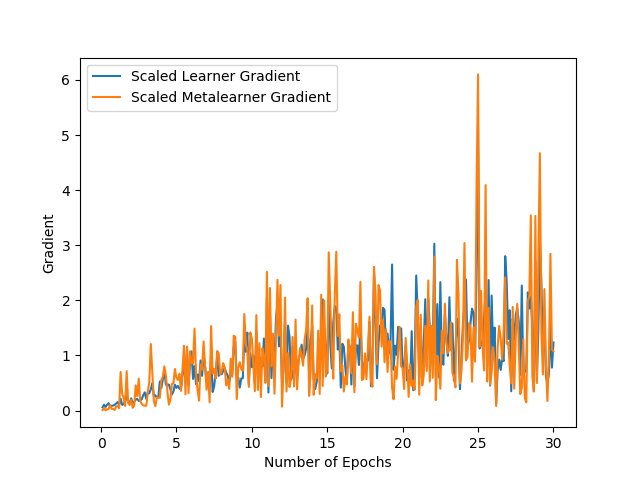 Scaled Learner Gradient
Scaled Metalearner Gradient
Gradient
6
5
4
3
2
1
0
0 5 10 15 20 25 30
Number of Epochs